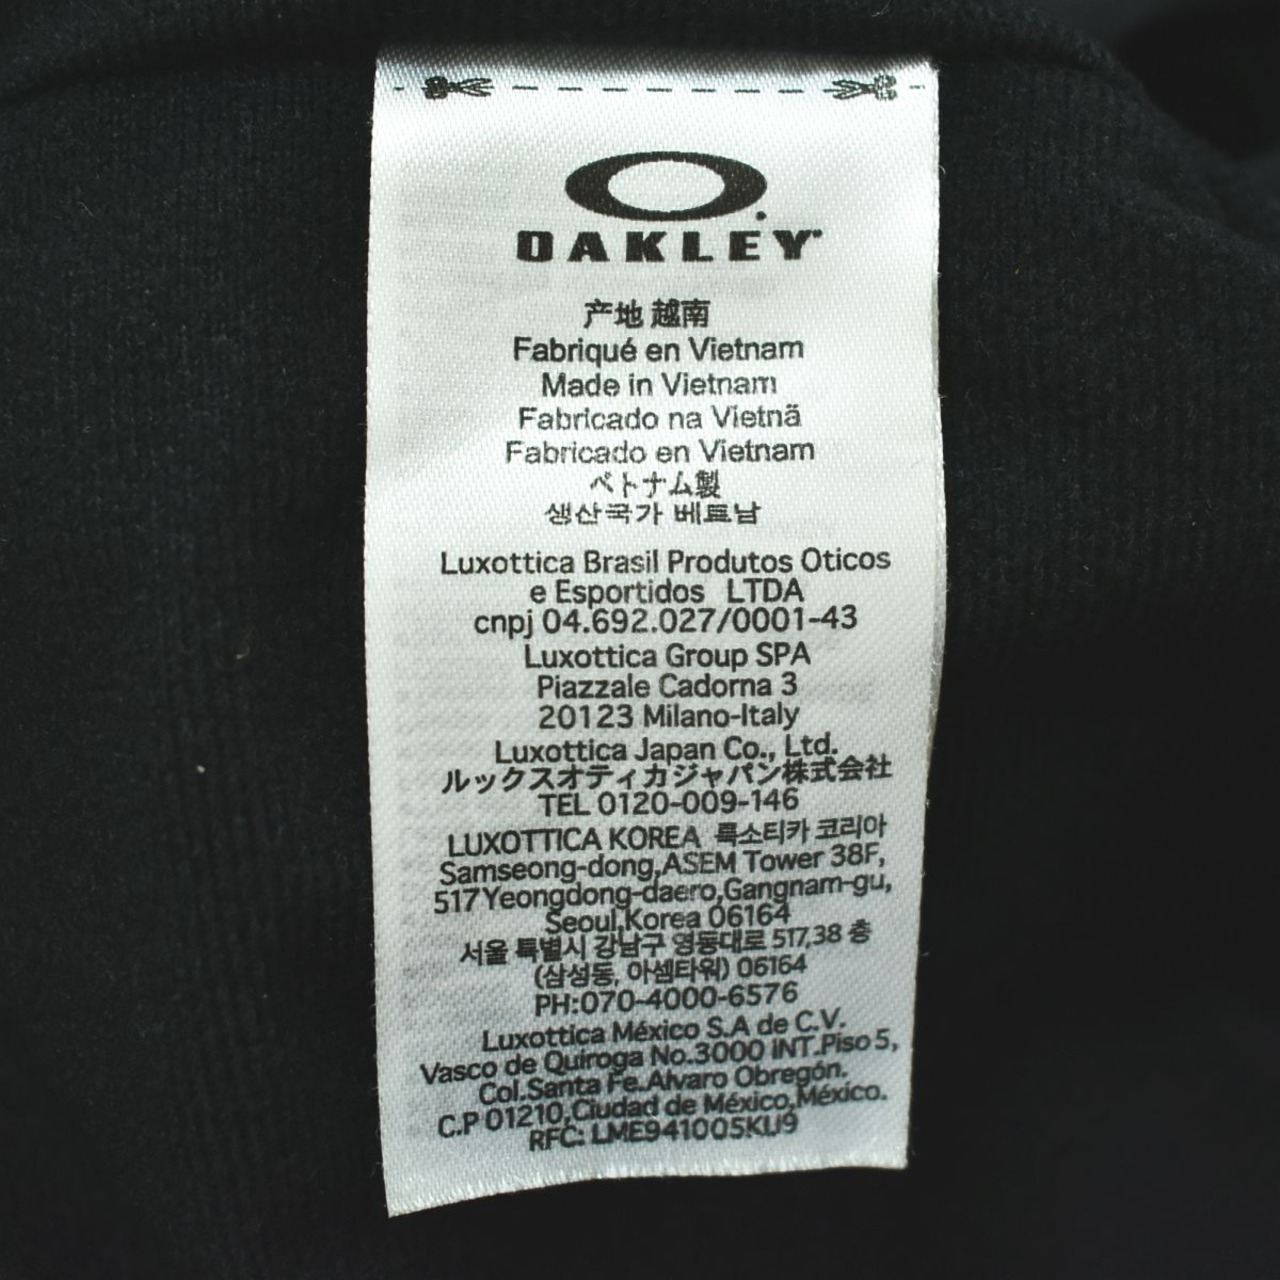 OAKLEY
产地 越南
Fabriqué en Vietnam
Made in Vietnam
Fabricado na Vietnã
Fabricado en Vietnam
ベトナム製
생산국가 베트남
Luxottica Brasil Produtos Oticos
e Esportidos LTDA
cnpj 04.692.027/0001-43
Luxottica Group SPA
Piazzale Cadorna 3
20123 Milano-Italy
Luxottica Japan Co., Ltd.
ルックスオティカジャパン株式会社
TEL 0120-009-146
LUXOTTICA KOREA 룩소티카 코리아
Samseong-dong,ASEM Tower 38F,
517Yeongdong-daero,Gangnam-gu,
Seoul,Korea 06164
서울 특별시 강남구 영동대로 517,38 층
(삼성동, 아셈타워) 06164
PH:070-4000-6576
Luxottica México S.A de C.V.
Vasco de Quiroga No.3000 INT.Piso 5,
Col.Santa Fe.Alvaro Obregón.
C.P 01210,Ciudad de México,México.
RFC: LME941005KU9